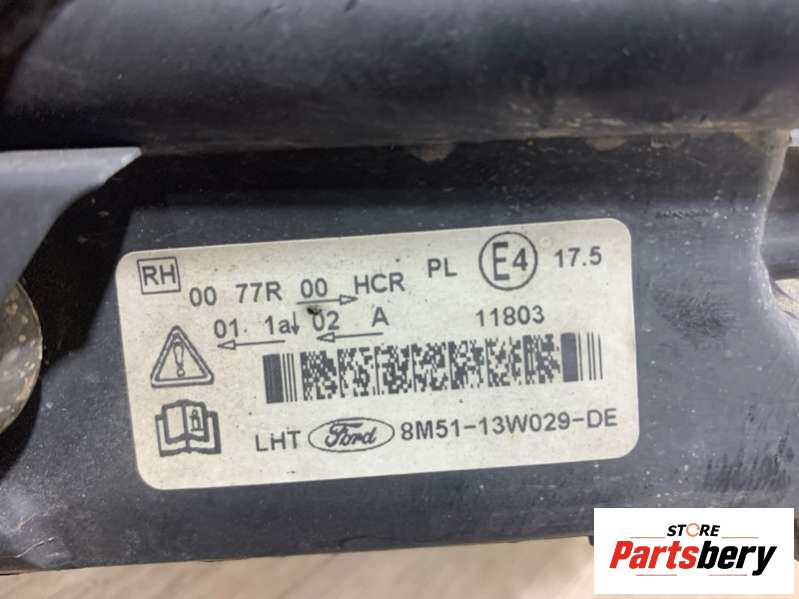 RH
00 77R 00 HCR PL E4 17.5
01 1a 02 A 11803
LHT Ford 8M51-13W029-DE
STORE
Partsbery